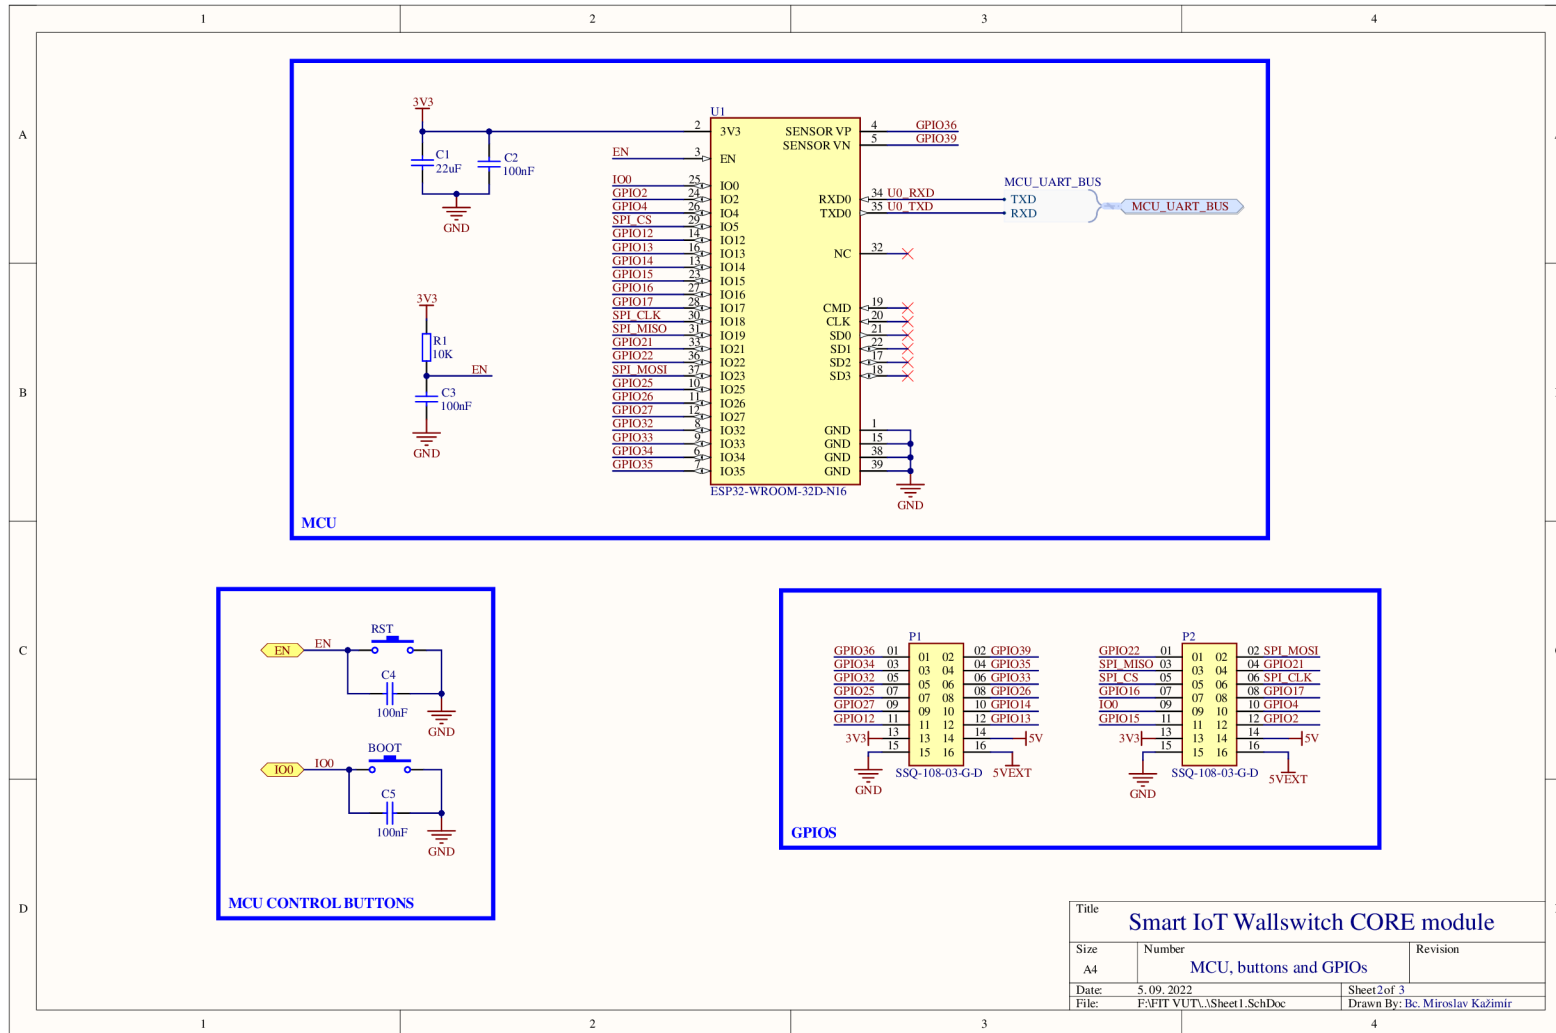 1 2 3 4
A
B
C
D
3V3
C1
22uF
C2
100nF
GND
3V3
R1
10K
EN
C3
100nF
GND
U1
2 3V3
EN 3 EN
IO0 25 IO0
GPIO2 24 IO2
GPIO4 26 IO4
SPI_CS 29 IO5
GPIO12 14 IO12
GPIO13 16 IO13
GPIO14 13 IO14
GPIO15 23 IO15
GPIO16 27 IO16
GPIO17 28 IO17
SPI_CLK 30 IO18
SPI_MISO 31 IO19
GPIO21 33 IO21
GPIO22 36 IO22
SPI_MOSI 37 IO23
GPIO25 10 IO25
GPIO26 11 IO26
GPIO27 12 IO27
GPIO32 8 IO32
GPIO33 9 IO33
GPIO34 6 IO34
GPIO35 7 IO35
SENSOR VP 4 GPIO36
SENSOR VN 5 GPIO39
RXD0 34 U0_RXD
TXD0 35 U0_TXD
NC 32
CMD 19
CLK 20
SD0 21
SD1 22
SD2 17
SD3 18
GND 1
GND 15
GND 38
GND 39
GND
ESP32-WROOM-32D-N16
MCU_UART_BUS
TXD
RXD
MCU_UART_BUS
MCU
RST
EN EN
C4
100nF
GND
BOOT
IO0 IO0
C5
100nF
GND
MCU CONTROL BUTTONS
P1
GPIO36 01 01 02 02 GPIO39
GPIO34 03 03 04 04 GPIO35
GPIO32 05 05 06 06 GPIO33
GPIO25 07 07 08 08 GPIO26
GPIO27 09 09 10 10 GPIO14
GPIO12 11 11 12 12 GPIO13
3V3 13 13 14 14 5V
15 15 16 16
GND
SSQ-108-03-G-D
5VEXT
P2
GPIO22 01 01 02 02 SPI_MOSI
SPI_MISO 03 03 04 04 GPIO21
SPI_CS 05 05 06 06 SPI_CLK
GPIO16 07 07 08 08 GPIO17
IO0 09 09 10 10 GPIO4
GPIO15 11 11 12 12 GPIO2
3V3 13 13 14 14 5V
15 15 16 16
GND
SSQ-108-03-G-D
5VEXT
GPIOS
Title
Smart IoT Wallswitch CORE module
Size Number Revision
A4 MCU, buttons and GPIOs
Date: 5. 09. 2022 Sheet 2 of 3
File: F:\FIT VUT\..\Sheet1.SchDoc Drawn By: Bc. Miroslav Kažimír
1 2 3 4